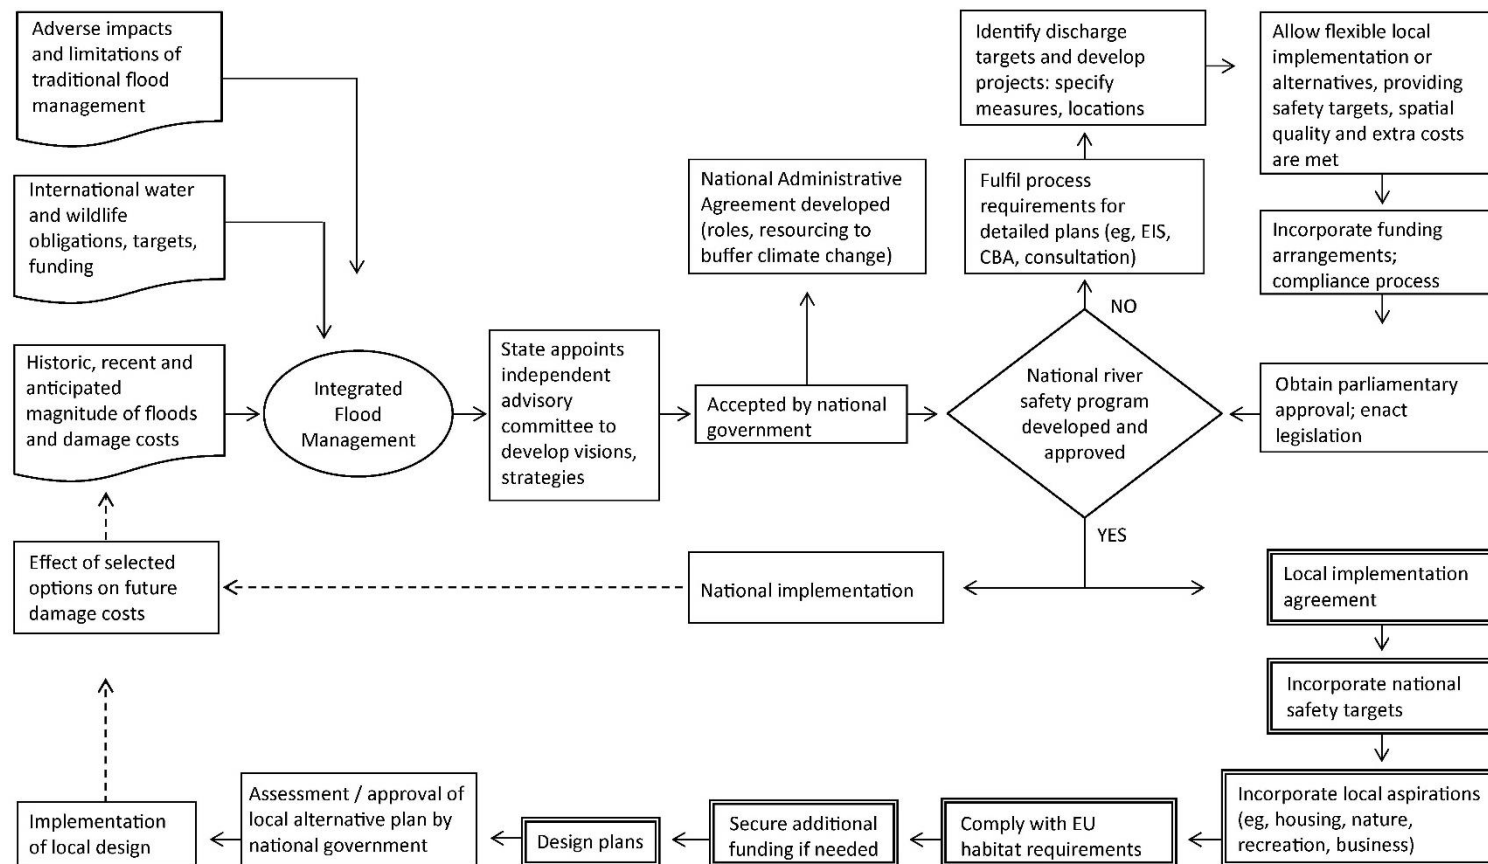 Adverse impacts
and limitations of
traditional flood
management
International water
and wildlife
obligations, targets,
funding
Historic, recent and
anticipated
magnitude of floods
and damage costs
Integrated
Flood
Management
State appoints
independent
advisory
committee to
develop visions,
strategies
Accepted by national
government
National Administrative
Agreement developed
(roles, resourcing to
buffer climate change)
National river
safety program
developed and
approved
NO
Fulfil process
requirements for
detailed plans (eg, EIS,
CBA, consultation)
Identify discharge
targets and develop
projects: specify
measures, locations
Allow flexible local
implementation or
alternatives, providing
safety targets, spatial
quality and extra costs
are met
Incorporate funding
arrangements;
compliance process
Obtain parliamentary
approval; enact
legislation
YES
National implementation
Effect of selected
options on future
damage costs
Local implementation
agreement
Incorporate national
safety targets
Incorporate local aspirations
(eg, housing, nature,
recreation, business)
Comply with EU
habitat requirements
Secure additional
funding if needed
Design plans
Assessment / approval of
local alternative plan by
national government
Implementation
of local design